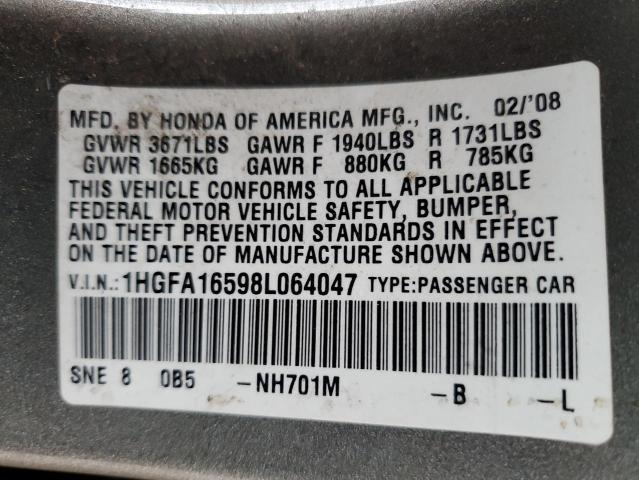 MFD. BY HONDA OF AMERICA MFG., INC. 02/'08
GVWR 3671LBS GAWR F 1940LBS R 1731LBS
GVWR 1665KG GAWR F 880KG R 785KG
THIS VEHICLE CONFORMS TO ALL APPLICABLE
FEDERAL MOTOR VEHICLE SAFETY, BUMPER,
AND THEFT PREVENTION STANDARDS IN EFFECT
ON THE DATE OF MANUFACTURE SHOWN ABOVE.
V.I.N.:1HGFA16598L064047 TYPE:PASSENGER CAR
SNE 8 0B5 -NH701M -B -L